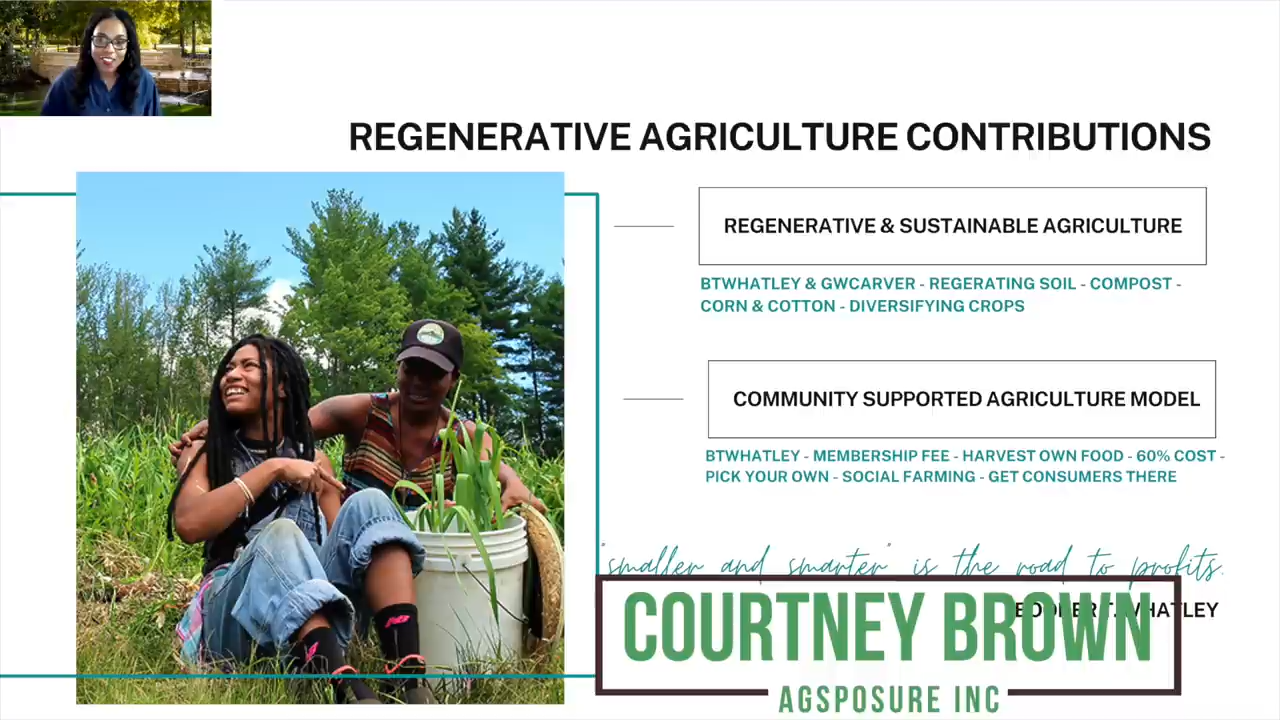 REGENERATIVE AGRICULTURE CONTRIBUTIONS
REGENERATIVE & SUSTAINABLE AGRICULTURE
BTWHATLEY & GWCARVER - REGERATING SOIL - COMPOST -
CORN & COTTON - DIVERSIFYING CROPS
COMMUNITY SUPPORTED AGRICULTURE MODEL
BTWHATLEY - MEMBERSHIP FEE - HARVEST OWN FOOD - 60% COST -
PICK YOUR OWN - SOCIAL FARMING - GET CONSUMERS THERE
"smaller and smarter" is the road to profits.
COURTNEY BROWN
AGSPOSURE INC